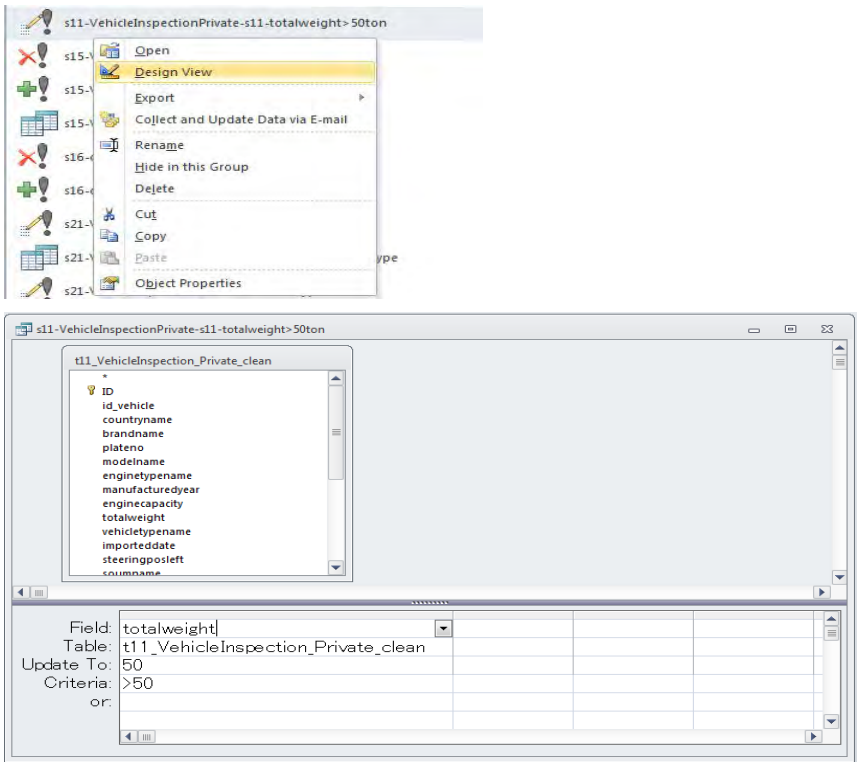 s11-VehicleInspectionPrivate-s11-totalweight>50ton
s15-V
Open
Design View
s15-V
Export
s15-V
Collect and Update Data via E-mail
Rename
s16-c
Hide in this Group
s16-c
Delete
Cut
s21-V
Copy
s21-V
Paste
ype
s21-V
Object Properties
s11-VehicleInspectionPrivate-s11-totalweight>50ton
t11_VehicleInspection_Private_clean
*
ID
id_vehicle
countryname
brandname
plateno
modelname
enginetypename
manufacturedyear
enginecapacity
totalweight
vehicletypename
importeddate
steeringposleft
soumname
Field: totalweight
Table: t11_VehicleInspection_Private_clean
Update To: 50
Criteria: >50
or: